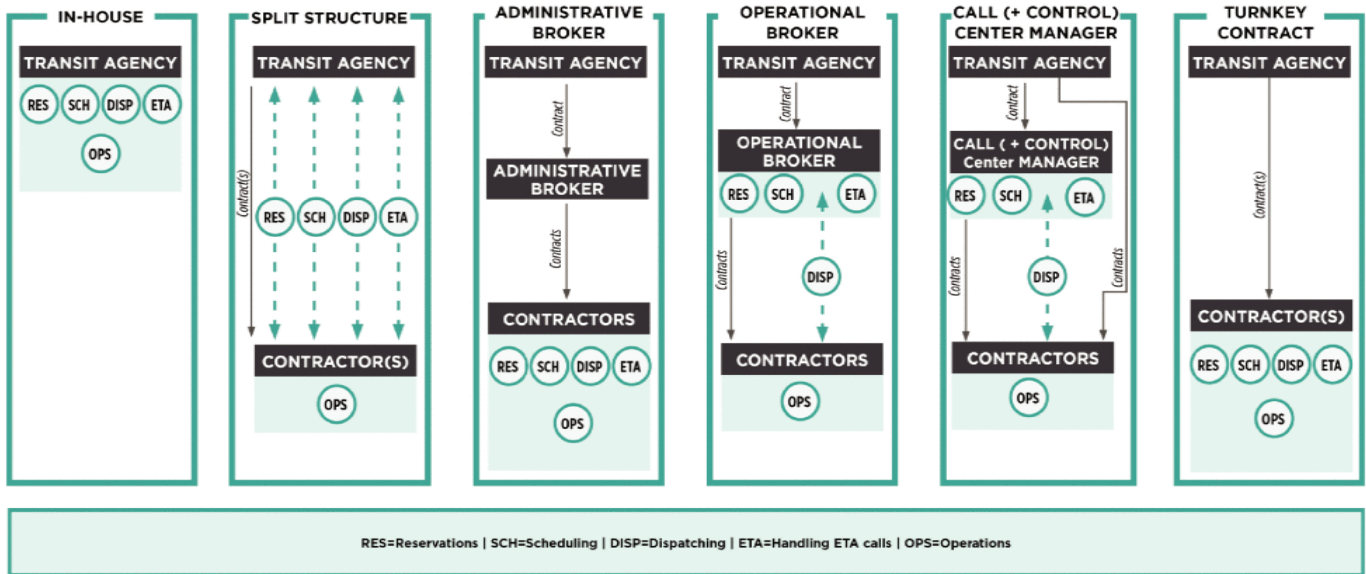 IN-HOUSE
TRANSIT AGENCY
RES SCH DISP ETA
OPS
SPLIT STRUCTURE
TRANSIT AGENCY
Contract(s)
RES SCH DISP ETA
CONTRACTOR(S)
OPS
ADMINISTRATIVE
BROKER
TRANSIT AGENCY
Contract
ADMINISTRATIVE
BROKER
Contracts
CONTRACTORS
RES SCH DISP ETA
OPS
OPERATIONAL
BROKER
TRANSIT AGENCY
Contract
OPERATIONAL
BROKER
RES SCH ETA
Contracts
DISP
CONTRACTORS
OPS
CALL (+ CONTROL)
CENTER MANAGER
TRANSIT AGENCY
Contract
CALL ( + CONTROL)
Center MANAGER
RES SCH ETA
Contracts
DISP
Contracts
CONTRACTORS
OPS
TURNKEY
CONTRACT
TRANSIT AGENCY
Contract(s)
CONTRACTOR(S)
RES SCH DISP ETA
OPS
RES=Reservations | SCH=Scheduling | DISP=Dispatching | ETA=Handling ETA calls | OPS=Operations